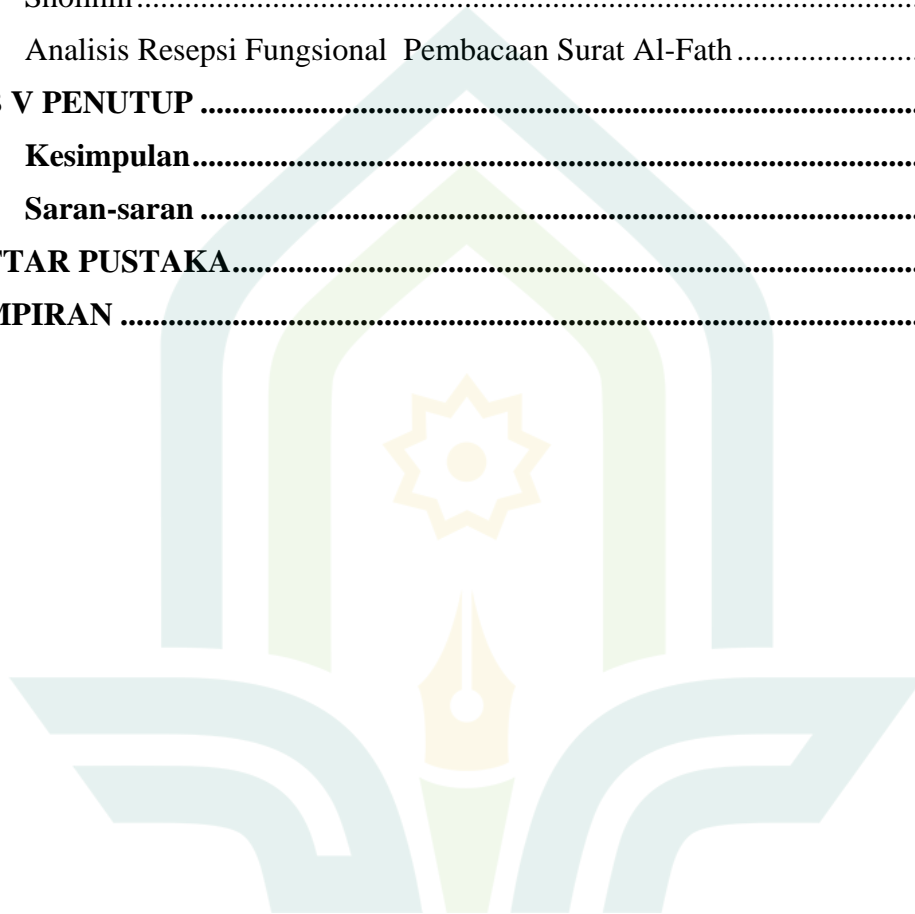 Analisis Resepsi Fungsional Pembacaan Surat Al-Fath ......................
V PENUTUP ..........................................................................................
Kesimpulan...........................................................................................
Saran-saran ..........................................................................................
TAR PUSTAKA......................................................................................
MPIRAN ...............................................................................................